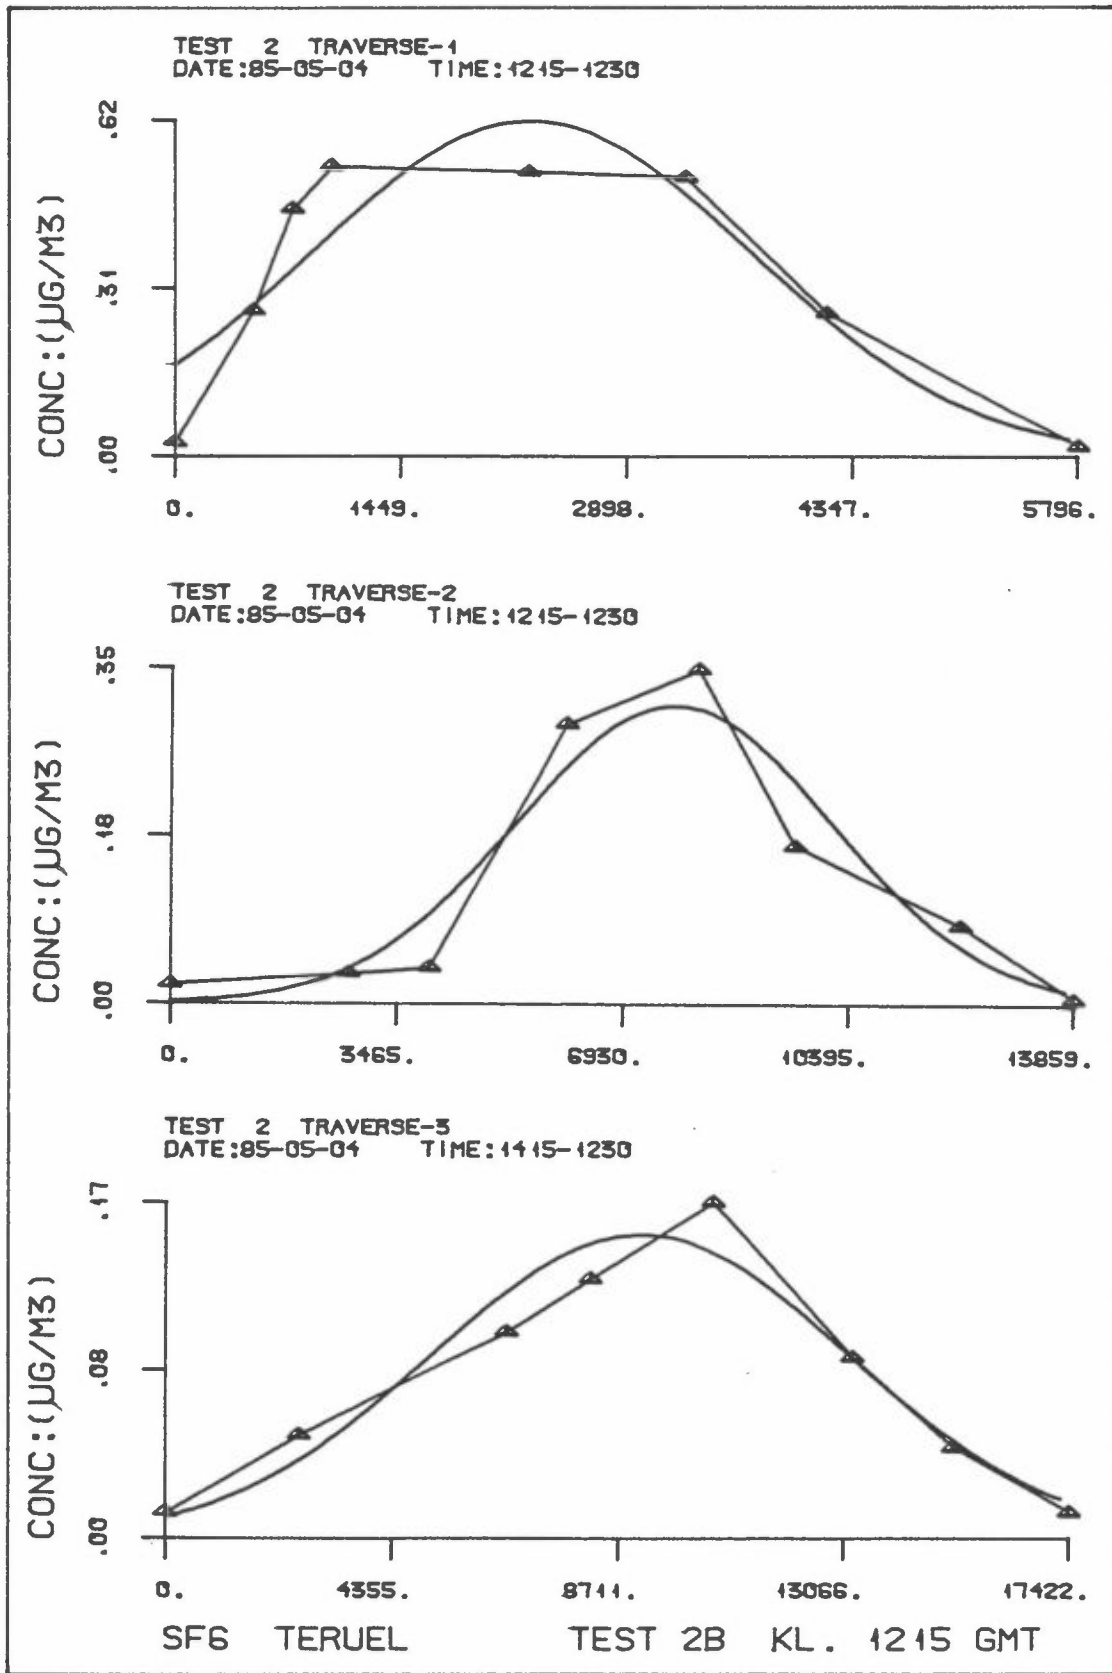 TEST 2 TRAVERSE-1
DATE:85-05-04 TIME:1215-1230
CONC:(µG/M3)
.62
.31
.00
0. 1449. 2898. 4347. 5796.
TEST 2 TRAVERSE-2
DATE:85-05-04 TIME:1215-1230
CONC:(µG/M3)
.35
.18
.00
0. 3465. 6930. 10395. 13859.
TEST 2 TRAVERSE-3
DATE:85-05-04 TIME:1415-1230
CONC:(µG/M3)
.17
.08
.00
0. 4355. 8711. 13066. 17422.
SF6 TERUEL TEST 2B KL. 1215 GMT